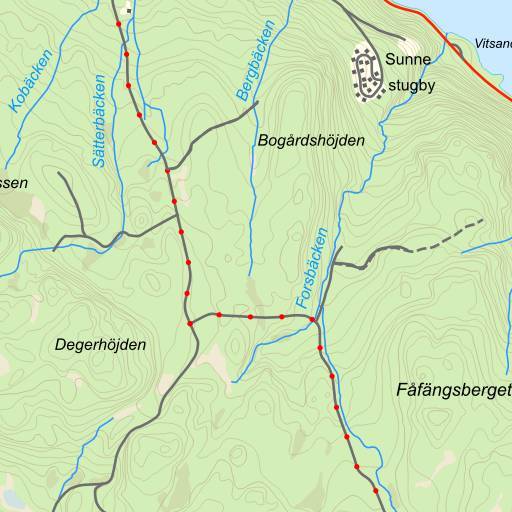 Kobäcken
Sätterbäcken
Bergbäcken
Sunne
stugby
Vitsand
Bogårdshöjden
ssen
Forsbäcken
Degerhöjden
Fåfängsberget